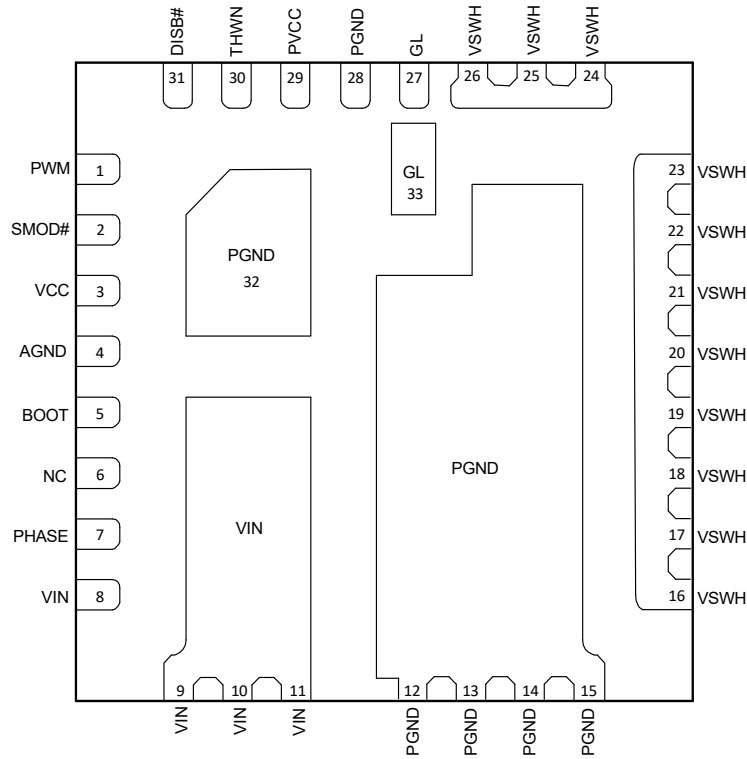 DISB# THWN PVCC PGND GL VSWH VSWH VSWH
31 30 29 28 27 26 25 24
PWM 1
SMOD# 2
VCC 3
AGND 4
BOOT 5
NC 6
PHASE 7
VIN 8
GL
33
PGND
32
VIN
PGND
23 VSWH
22 VSWH
21 VSWH
20 VSWH
19 VSWH
18 VSWH
17 VSWH
16 VSWH
9 10 11 12 13 14 15
VIN VIN VIN PGND PGND PGND PGND